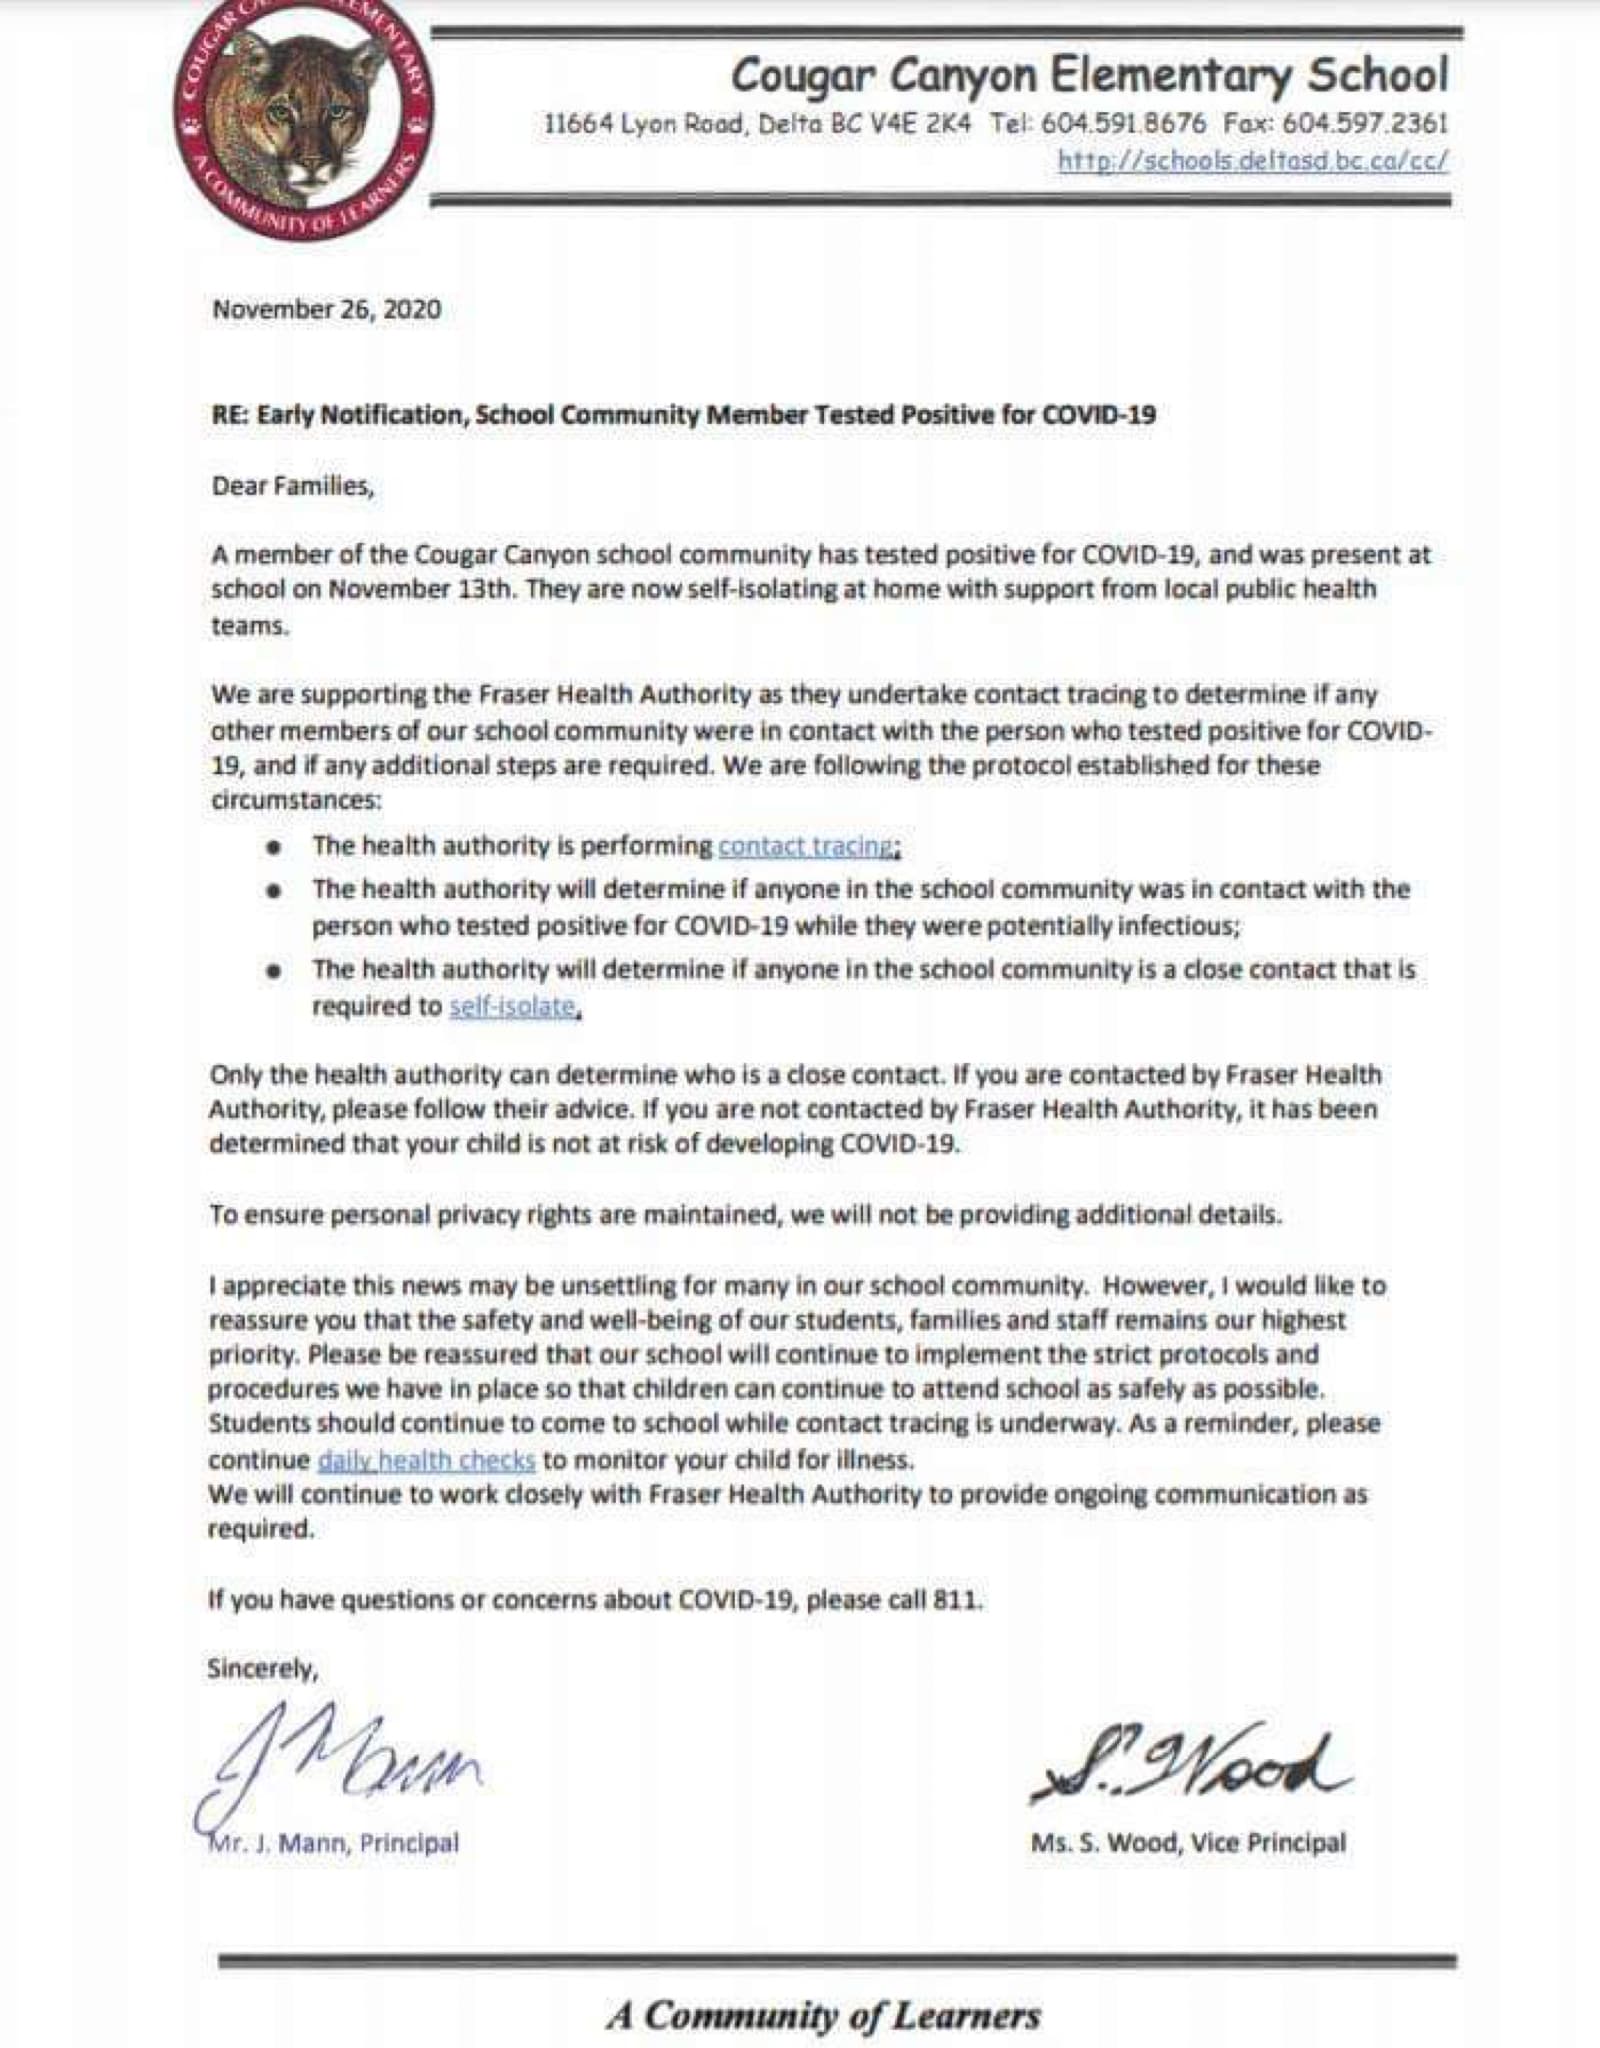 COUGAR CA EMENTARY
A COMMUNITY OF LEARNERS
Cougar Canyon Elementary School
11664 Lyon Road, Delta BC V4E 2K4 Tel: 604.591.8676 Fax: 604.597.2361
http://schools.deltasd.bc.ca/cc/
November 26, 2020
RE: Early Notification, School Community Member Tested Positive for COVID-19
Dear Families,
A member of the Cougar Canyon school community has tested positive for COVID-19, and was present at
school on November 13th. They are now self-isolating at home with support from local public health
teams.
We are supporting the Fraser Health Authority as they undertake contact tracing to determine if any
other members of our school community were in contact with the person who tested positive for COVID-
19, and if any additional steps are required. We are following the protocol established for these
circumstances:
● The health authority is performing contact tracing;
● The health authority will determine if anyone in the school community was in contact with the
person who tested positive for COVID-19 while they were potentially infectious;
● The health authority will determine if anyone in the school community is a close contact that is
required to self-isolate.
Only the health authority can determine who is a close contact. If you are contacted by Fraser Health
Authority, please follow their advice. If you are not contacted by Fraser Health Authority, it has been
determined that your child is not at risk of developing COVID-19.
To ensure personal privacy rights are maintained, we will not be providing additional details.
I appreciate this news may be unsettling for many in our school community. However, I would like to
reassure you that the safety and well-being of our students, families and staff remains our highest
priority. Please be reassured that our school will continue to implement the strict protocols and
procedures we have in place so that children can continue to attend school as safely as possible.
Students should continue to come to school while contact tracing is underway. As a reminder, please
continue daily health checks to monitor your child for illness.
We will continue to work closely with Fraser Health Authority to provide ongoing communication as
required.
If you have questions or concerns about COVID-19, please call 811.
Sincerely,
J Mann
S. Wood
Mr. J. Mann, Principal
Ms. S. Wood, Vice Principal
A Community of Learners